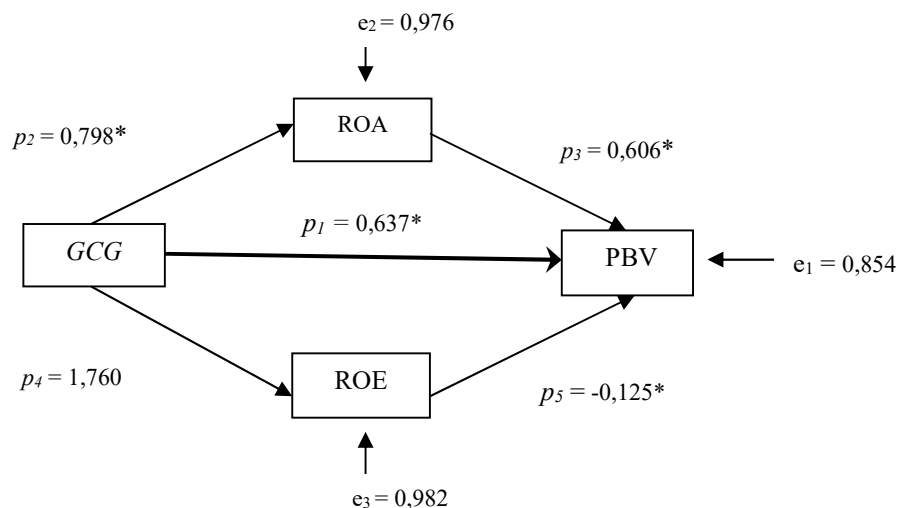 e₂ = 0,976
ROA
p₂ = 0,798*
p₃ = 0,606*
p₁ = 0,637*
GCG
PBV
e₁ = 0,854
p₄ = 1,760
ROE
p₅ = -0,125*
e₃ = 0,982